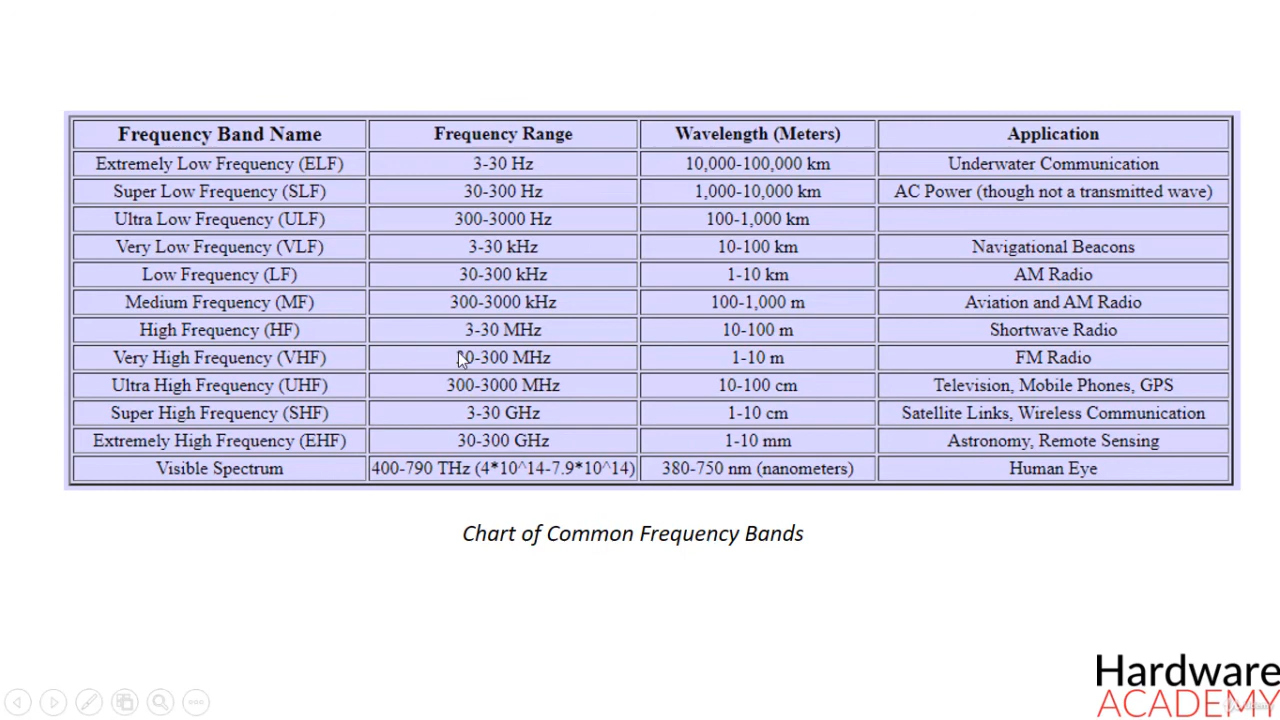 Frequency Band Name Frequency Range Wavelength (Meters) Application
Extremely Low Frequency (ELF) 3-30 Hz 10,000-100,000 km Underwater Communication
Super Low Frequency (SLF) 30-300 Hz 1,000-10,000 km AC Power (though not a transmitted wave)
Ultra Low Frequency (ULF) 300-3000 Hz 100-1,000 km
Very Low Frequency (VLF) 3-30 kHz 10-100 km Navigational Beacons
Low Frequency (LF) 30-300 kHz 1-10 km AM Radio
Medium Frequency (MF) 300-3000 kHz 100-1,000 m Aviation and AM Radio
High Frequency (HF) 3-30 MHz 10-100 m Shortwave Radio
Very High Frequency (VHF) 0-300 MHz 1-10 m FM Radio
Ultra High Frequency (UHF) 300-3000 MHz 10-100 cm Television, Mobile Phones, GPS
Super High Frequency (SHF) 3-30 GHz 1-10 cm Satellite Links, Wireless Communication
Extremely High Frequency (EHF) 30-300 GHz 1-10 mm Astronomy, Remote Sensing
Visible Spectrum 400-790 THz (4*10^14-7.9*10^14) 380-750 nm (nanometers) Human Eye
Chart of Common Frequency Bands
Hardware
ACADEMY